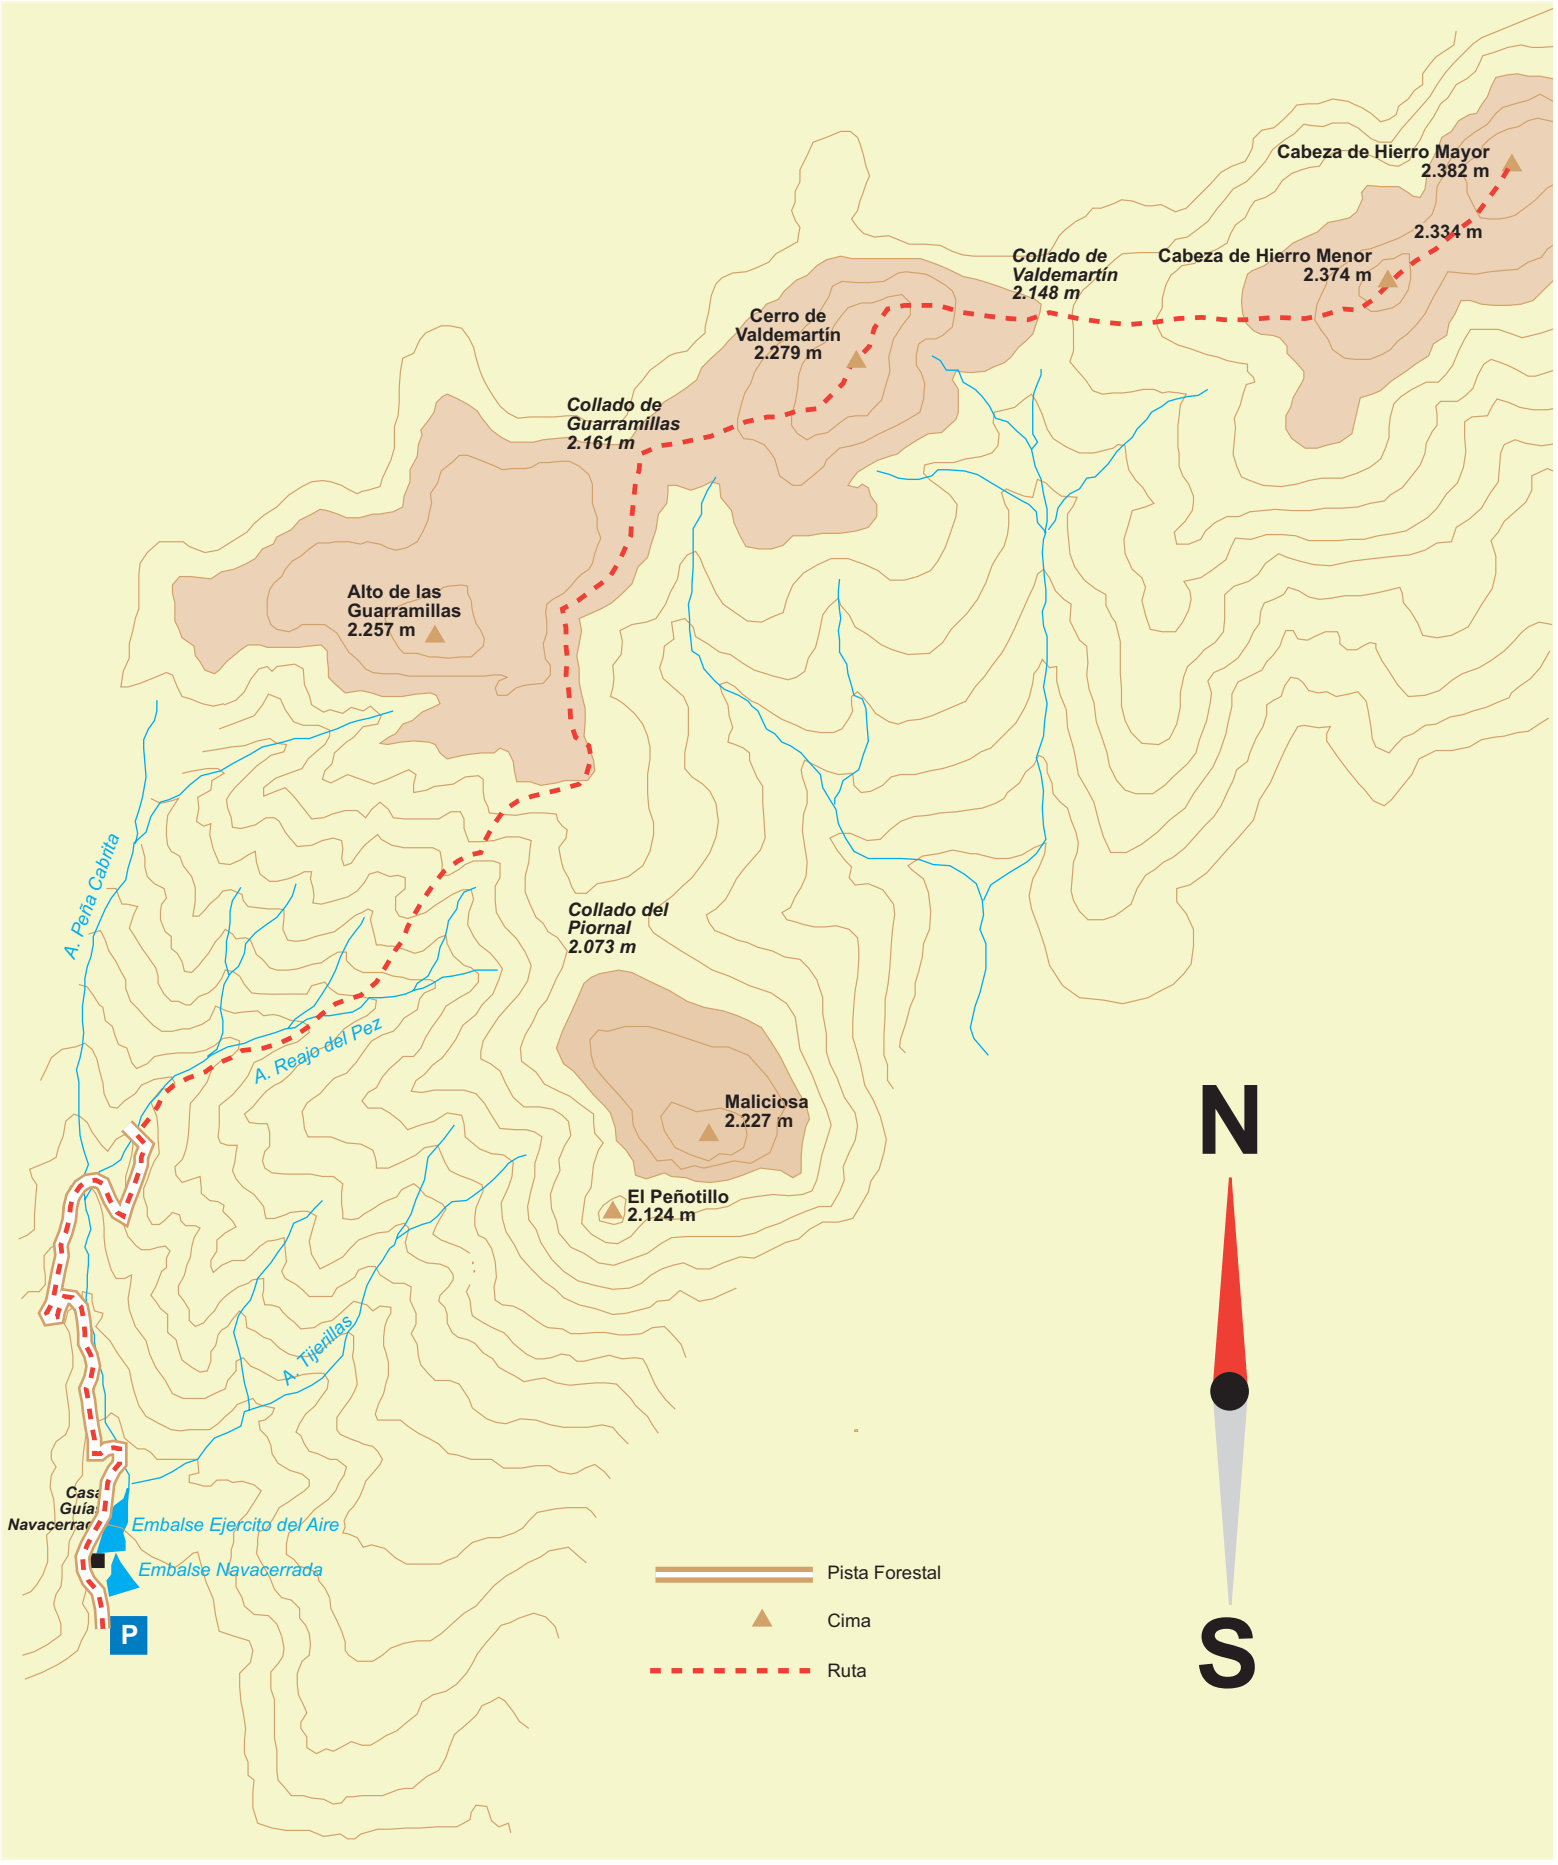 Cabeza de Hierro Mayor
2.382 m
2.334 m
Cabeza de Hierro Menor
2.374 m
Collado de
Valdemartín
2.148 m
Cerro de
Valdemartín
2.279 m
Collado de
Guarramillas
2.161 m
Alto de las
Guarramillas
2.257 m
A. Peña Cabrita
Collado del
Piornal
2.073 m
A. Reajo del Pez
Maliciosa
2.227 m
El Peñotillo
2.124 m
A. Tijerillas
Casa
Guías
Navacerrad
Embalse Ejercito del Aire
Embalse Navacerrada
P
N
S
Pista Forestal
Cima
Ruta